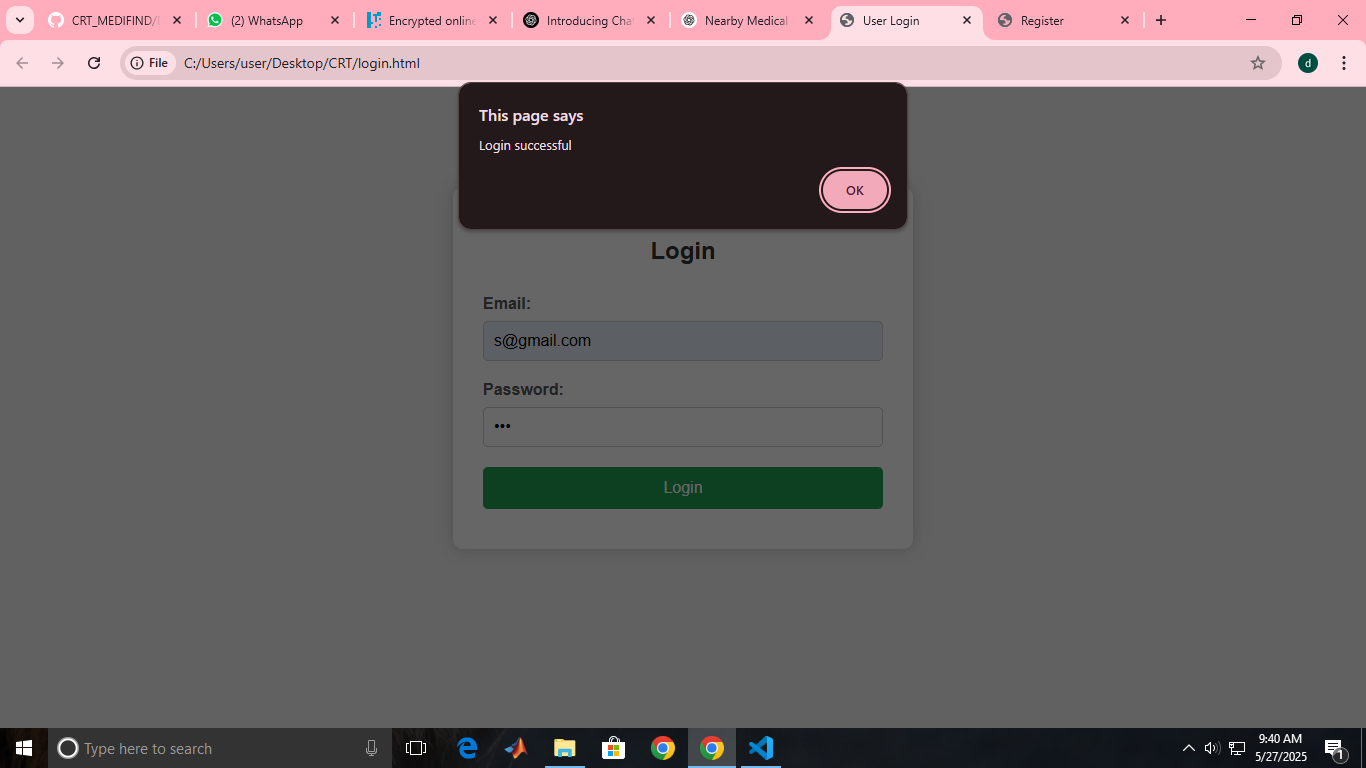 CRT_MEDIFIND/
(2) WhatsApp
Encrypted online
Introducing Cha
Nearby Medical
User Login
Register
File
C:/Users/user/Desktop/CRT/login.html
d
This page says
Login successful
OK
Login
Email:
s@gmail.com
Password:
•••
Login
Type here to search
9:40 AM
5/27/2025
1